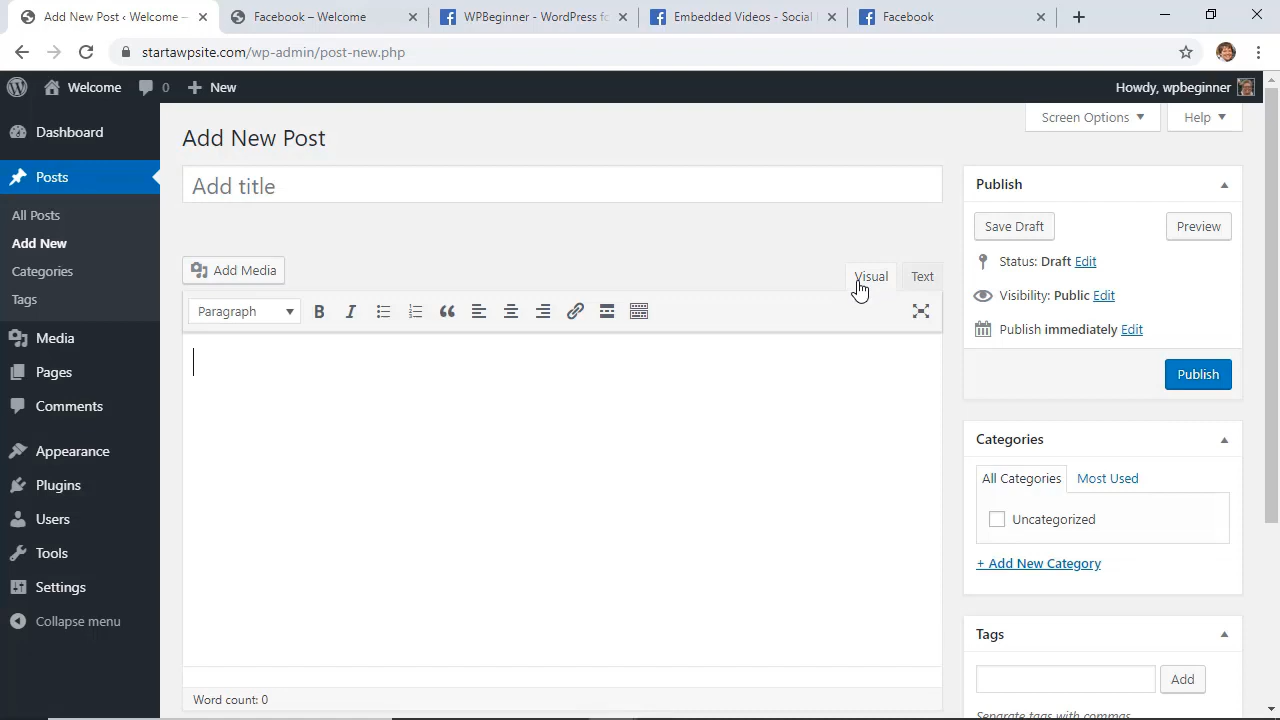 Add New Post ‹ Welcome —
Facebook – Welcome
WPBeginner - WordPress fo
Embedded Videos - Social
Facebook
startawpsite.com/wp-admin/post-new.php
Welcome
0
New
Howdy, wpbeginner
Dashboard
Posts
All Posts
Add New
Categories
Tags
Media
Pages
Comments
Appearance
Plugins
Users
Tools
Settings
Collapse menu
Screen Options
Help
Add New Post
Add title
Add Media
Visual
Text
Paragraph
B
I
Word count: 0
Publish
Save Draft
Preview
Status: Draft Edit
Visibility: Public Edit
Publish immediately Edit
Publish
Categories
All Categories
Most Used
Uncategorized
+ Add New Category
Tags
Add
Separate tags with commas